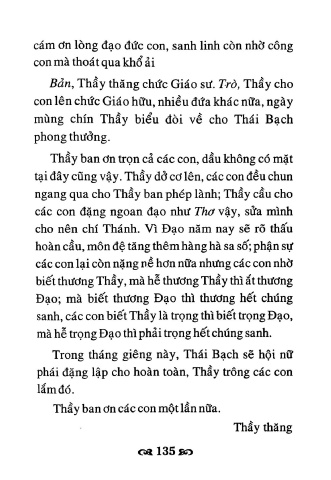 cám ơn lòng đạo đức con, sanh linh còn nhờ công
con mà thoát qua khổ ải
Bản, Thầy thăng chức Giáo sư. Trò, Thầy cho
con lên chức Giáo hữu, nhiều đứa khác nữa, ngày
mùng chín Thầy biểu đòi về cho Thái Bạch
phong thưởng.
Thầy ban ơn trọn cả các con, dầu không có mặt
tại đây cũng vậy. Thầy dở cơ lên, các con đều chun
ngang qua cho Thầy ban phép lành; Thầy cầu cho
các con đặng ngoan đạo như Thơ vậy, sửa mình
cho nên chí Thánh. Vì Đạo năm nay sẽ rõ thấu
hoàn cầu, môn đệ tăng thêm hàng hà sa số; phận sự
các con lại còn nặng nề hơn nữa nhưng các con nhờ
biết thương Thầy, mà hễ thương Thầy thì ất thương
Đạo; mà biết thương Đạo thì thương hết chúng
sanh, các con biết Thầy là trọng thì biết trọng Đạo,
mà hễ trọng Đạo thì phải trọng hết chúng sanh.
Trong tháng giêng này, Thái Bạch sẽ hội nữ
phái đặng lập cho hoàn toàn, Thầy trông các con
lắm đó.
Thầy ban ơn các con một lần nữa.
Thầy thăng
135